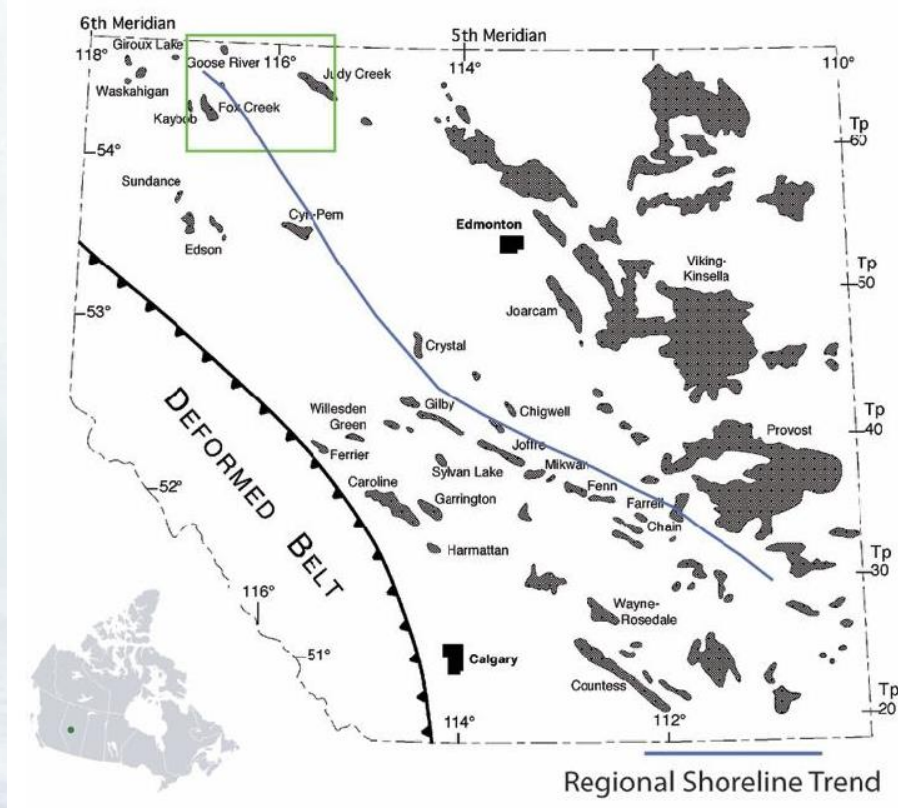 6th Meridian
118°
Giroux Lake
Goose River
116°
5th Meridian
114°
110°
Waskahigan
Judy Creek
Fox Creek
Kaybob
Tp
60
54°
Sundance
Cyn-Pem
Edson
Edmonton
Viking-
Kinsella
Tp
50
Joarcam
53°
Crystal
DEFORMED BELT
Willesden
Green
Gilby
Chigwell
Tp
40
Provost
Joffre
Ferrier
Sylvan Lake
Mikwan
Fenn
52°
Caroline
Garrington
Farrell
Chain
Harmattan
Tp
30
116°
Wayne-
Rosedale
51°
Calgary
Countess
Tp
20
114°
112°
Regional Shoreline Trend